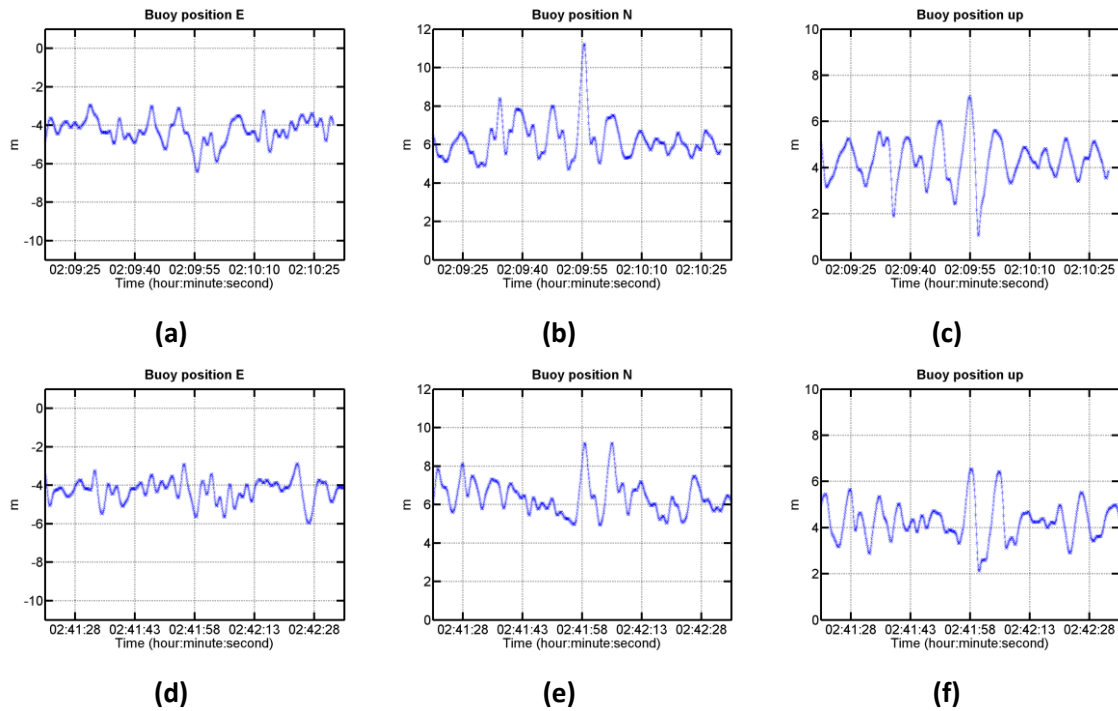 Buoy position E
0
-2
-4
-6
-8
-10
m
02:09:25 02:09:40 02:09:55 02:10:10 02:10:25
Time (hour:minute:second)
(a)
Buoy position N
12
10
8
6
4
2
0
m
02:09:25 02:09:40 02:09:55 02:10:10 02:10:25
Time (hour:minute:second)
(b)
Buoy position up
10
8
6
4
2
0
m
02:09:25 02:09:40 02:09:55 02:10:10 02:10:25
Time (hour:minute:second)
(c)
Buoy position E
0
-2
-4
-6
-8
-10
m
02:41:28 02:41:43 02:41:58 02:42:13 02:42:28
Time (hour:minute:second)
(d)
Buoy position N
12
10
8
6
4
2
0
m
02:41:28 02:41:43 02:41:58 02:42:13 02:42:28
Time (hour:minute:second)
(e)
Buoy position up
10
8
6
4
2
0
m
02:41:28 02:41:43 02:41:58 02:42:13 02:42:28
Time (hour:minute:second)
(f)